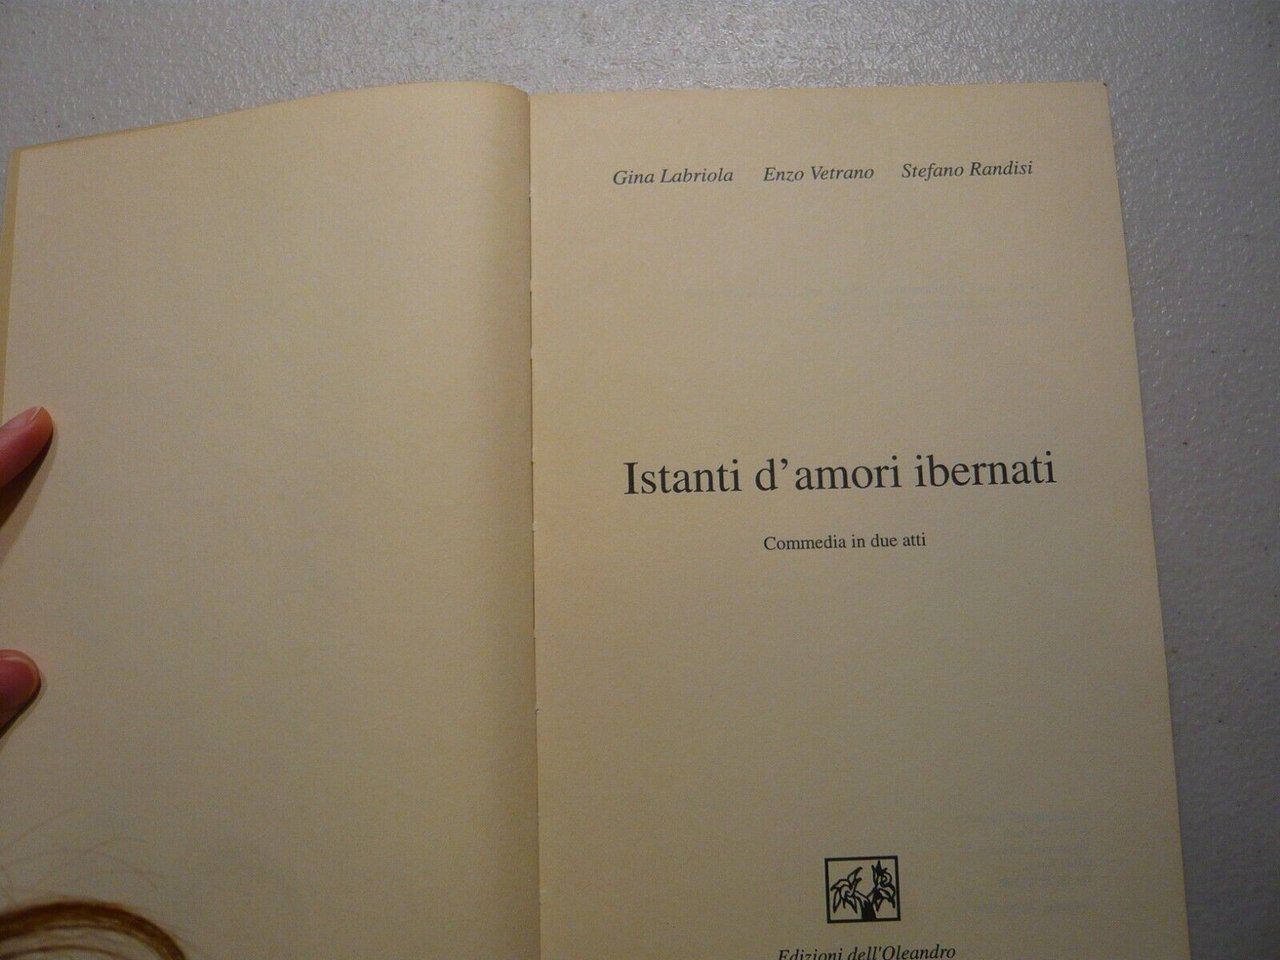 Gina Labriola Enzo Vetrano Stefano Randisi
Istanti d'amori ibernati
Commedia in due atti
Edizioni dell'Oleandro